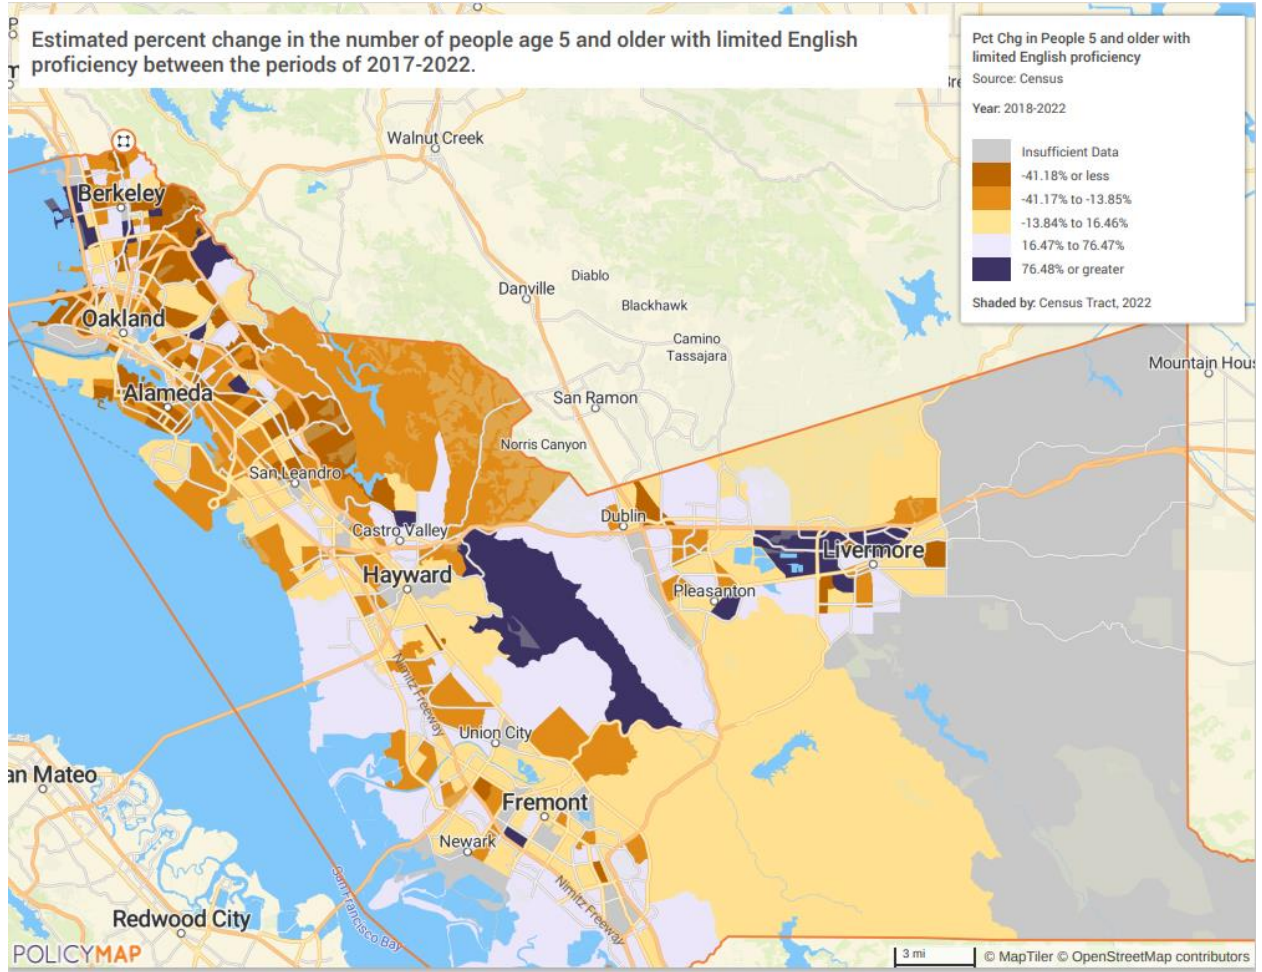 Estimated percent change in the number of people age 5 and older with limited English
proficiency between the periods of 2017-2022.
Pct Chg in People 5 and older with
limited English proficiency
Source: Census
Year: 2018-2022
Insufficient Data
-41.18% or less
-41.17% to -13.85%
-13.84% to 16.46%
16.47% to 76.47%
76.48% or greater
Shaded by: Census Tract, 2022
Walnut Creek
Berkeley
Diablo
Danville
Blackhawk
Oakland
Camino
Tassajara
Mountain Hous
Alameda
San Ramon
Norris Canyon
San Leandro
Dublin
Castro Valley
Livermore
Hayward
Pleasanton
Nimitz Freeway
Union City
an Mateo
Fremont
Newark
Nimitz Freeway
San Francisco Bay
Redwood City
POLICYMAP
3 mi
© MapTiler © OpenStreetMap contributors